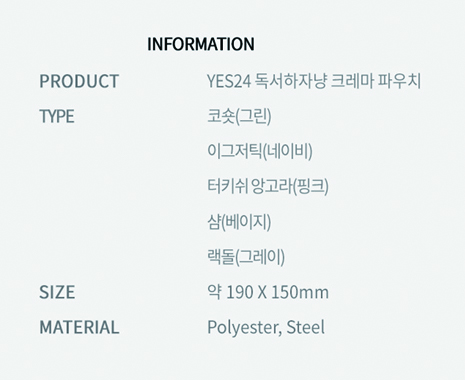 INFORMATION
PRODUCT YES24 독서하자냥 크레마 파우치
TYPE 코숏(그린)
이그저틱(네이비)
터키쉬 앙고라(핑크)
샴(베이지)
랙돌(그레이)
SIZE 약 190 X 150mm
MATERIAL Polyester, Steel